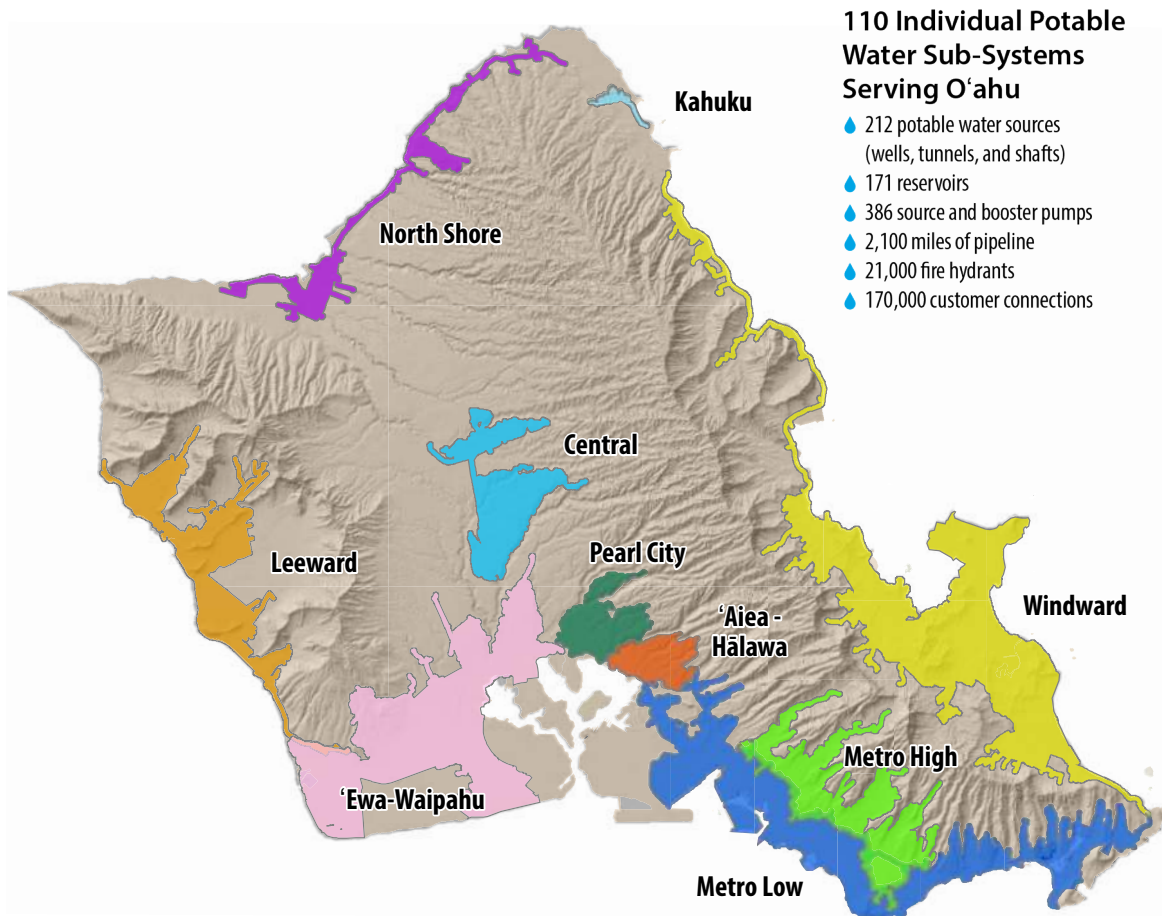 110 Individual Potable
Water Sub-Systems
Serving Oʻahu
212 potable water sources
(wells, tunnels, and shafts)
171 reservoirs
386 source and booster pumps
2,100 miles of pipeline
21,000 fire hydrants
170,000 customer connections
Kahuku
North Shore
Central
Leeward
Pearl City
ʻAiea -
Hālawa
Windward
Metro High
ʻEwa-Waipahu
Metro Low